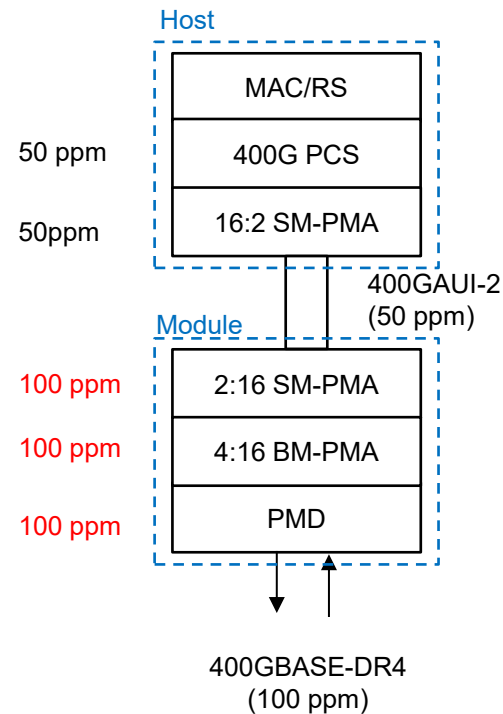 Host
MAC/RS
50 ppm
400G PCS
50ppm
16:2 SM-PMA
400GAUI-2
(50 ppm)
Module
100 ppm
2:16 SM-PMA
100 ppm
4:16 BM-PMA
100 ppm
PMD
400GBASE-DR4
(100 ppm)